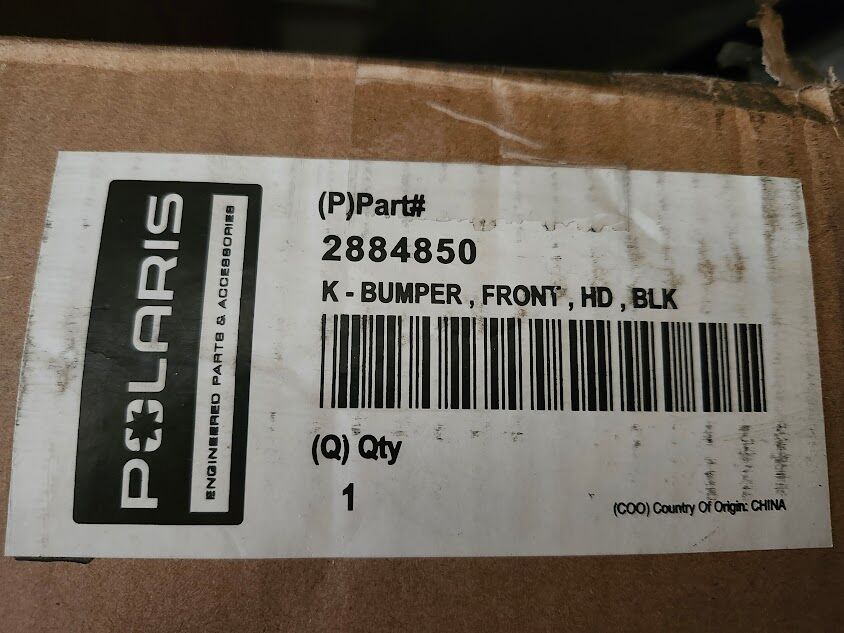 POLARIS
ENGINEERED PARTS & ACCESSORIES
(P)Part#
2884850
K - BUMPER , FRONT , HD , BLK
(Q) Qty
1
(COO) Country Of Origin: CHINA